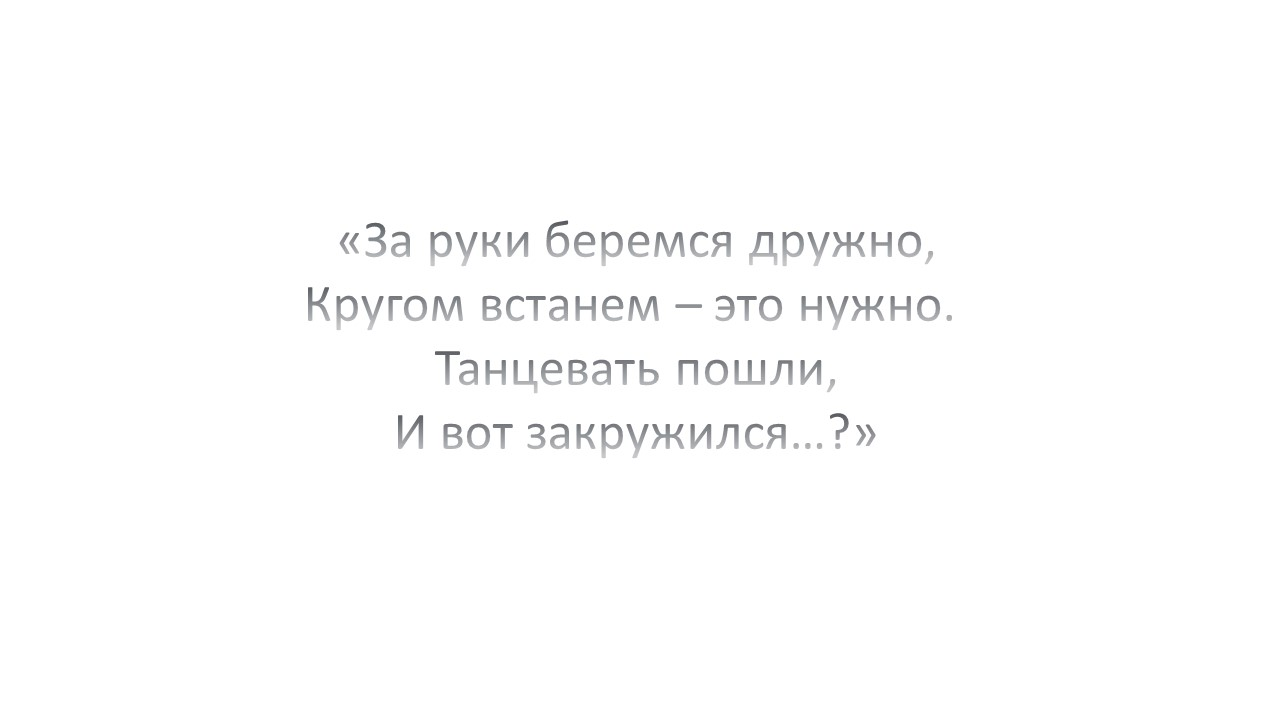 «За руки беремся дружно,
Кругом встанем – это нужно.
Танцевать пошли,
И вот закружился…?»